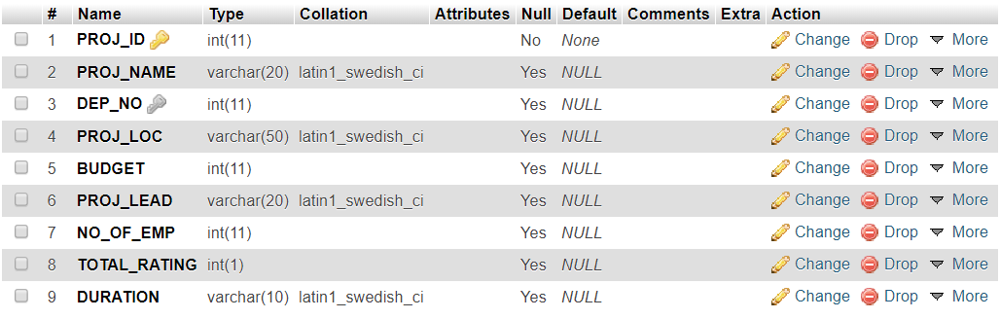 # Name Type Collation Attributes Null Default Comments Extra Action
1 PROJ_ID int(11) No None Change Drop More
2 PROJ_NAME varchar(20) latin1_swedish_ci Yes NULL Change Drop More
3 DEP_NO int(11) Yes NULL Change Drop More
4 PROJ_LOC varchar(50) latin1_swedish_ci Yes NULL Change Drop More
5 BUDGET int(11) Yes NULL Change Drop More
6 PROJ_LEAD varchar(20) latin1_swedish_ci Yes NULL Change Drop More
7 NO_OF_EMP int(11) Yes NULL Change Drop More
8 TOTAL_RATING int(1) Yes NULL Change Drop More
9 DURATION varchar(10) latin1_swedish_ci Yes NULL Change Drop More